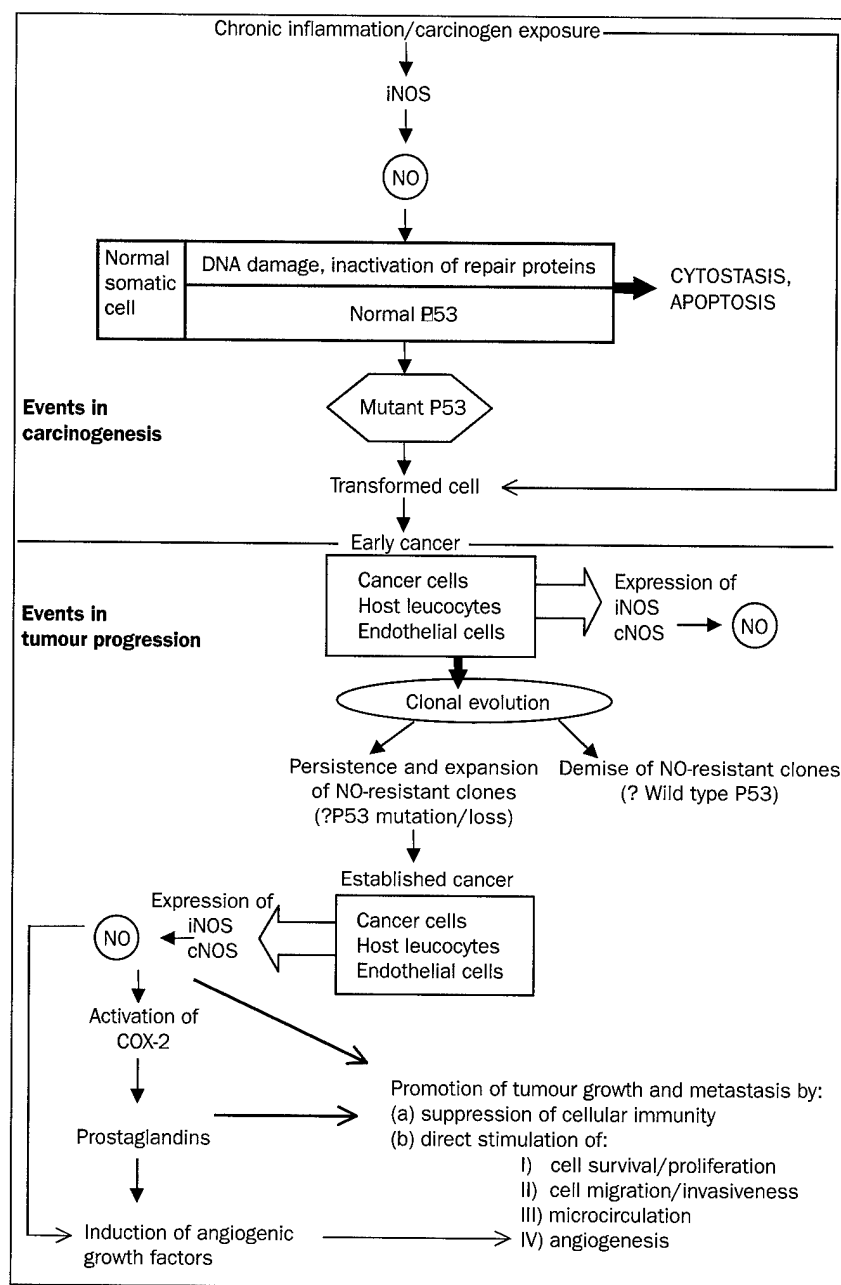 Chronic inflammation/carcinogen exposure
iNOS
NO
Normal
somatic
cell
DNA damage, inactivation of repair proteins
Normal P53
CYTOSTASIS,
APOPTOSIS
Mutant P53
Events in
carcinogenesis
Transformed cell
Early cancer
Events in
tumour progression
Cancer cells
Host leucocytes
Endothelial cells
Expression of
iNOS
cNOS
NO
Clonal evolution
Persistence and expansion
of NO-resistant clones
(?P53 mutation/loss)
Demise of NO-resistant clones
(? Wild type P53)
Established cancer
Cancer cells
Host leucocytes
Endothelial cells
Expression of
iNOS
cNOS
NO
Activation of
COX-2
Prostaglandins
Induction of angiogenic
growth factors
Promotion of tumour growth and metastasis by:
(a) suppression of cellular immunity
(b) direct stimulation of:
I) cell survival/proliferation
II) cell migration/invasiveness
III) microcirculation
IV) angiogenesis